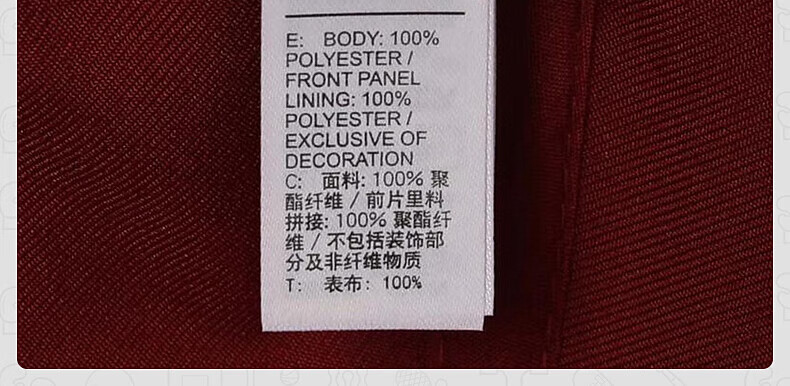 E: BODY: 100%
POLYESTER /
FRONT PANEL
LINING: 100%
POLYESTER /
EXCLUSIVE OF
DECORATION
C: 面料: 100% 聚
酯纤维 / 前片里料
拼接: 100% 聚酯纤
维 / 不包括装饰部
分及非纤维物质
T: 表布: 100%